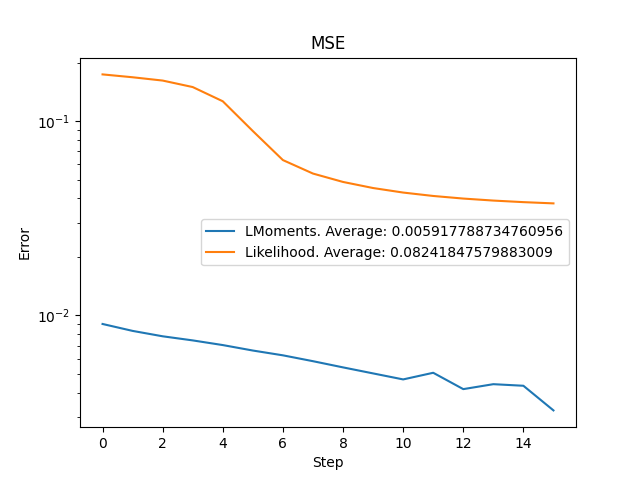 MSE
Error
10⁻¹
10⁻²
LMoments. Average: 0.005917788734760956
Likelihood. Average: 0.08241847579883009
0 2 4 6 8 10 12 14
Step